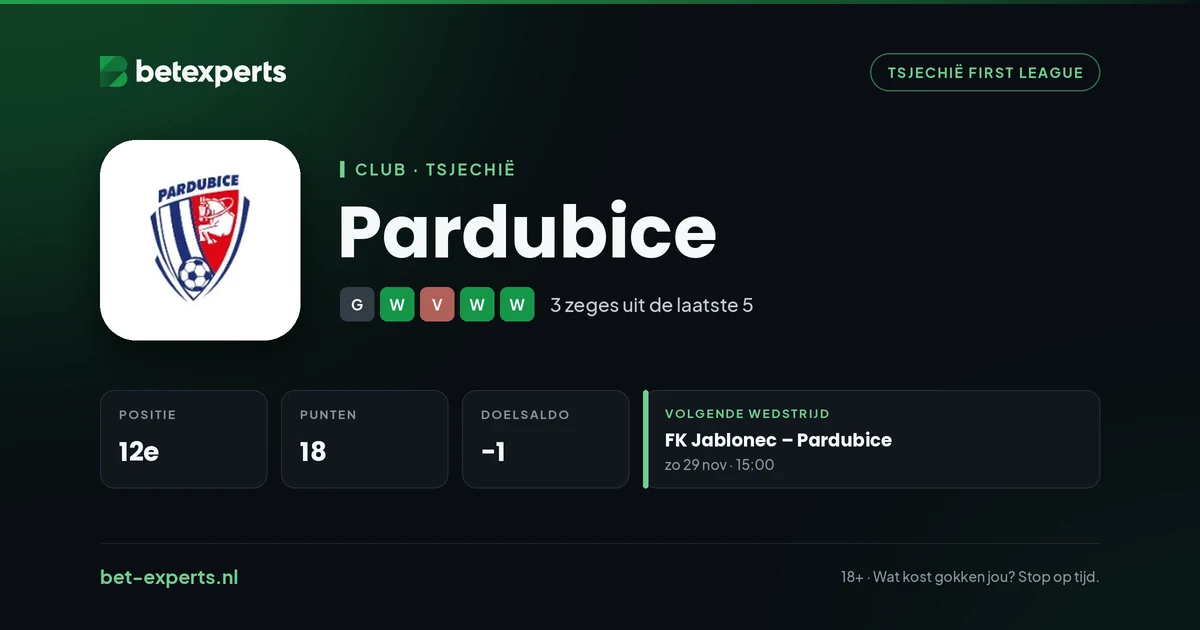 betexperts
TSJECHIË FIRST LEAGUE
PARDUBICE
CLUB · TSJECHIË
Pardubice
G W V W W 3 zeges uit de laatste 5
POSITIE
12e
PUNTEN
18
DOELSALDO
−1
VOLGENDE WEDSTRIJD
FK Jablonec – Pardubice
zo 29 nov · 15:00
bet-experts.nl
18+ · Wat kost gokken jou? Stop op tijd.